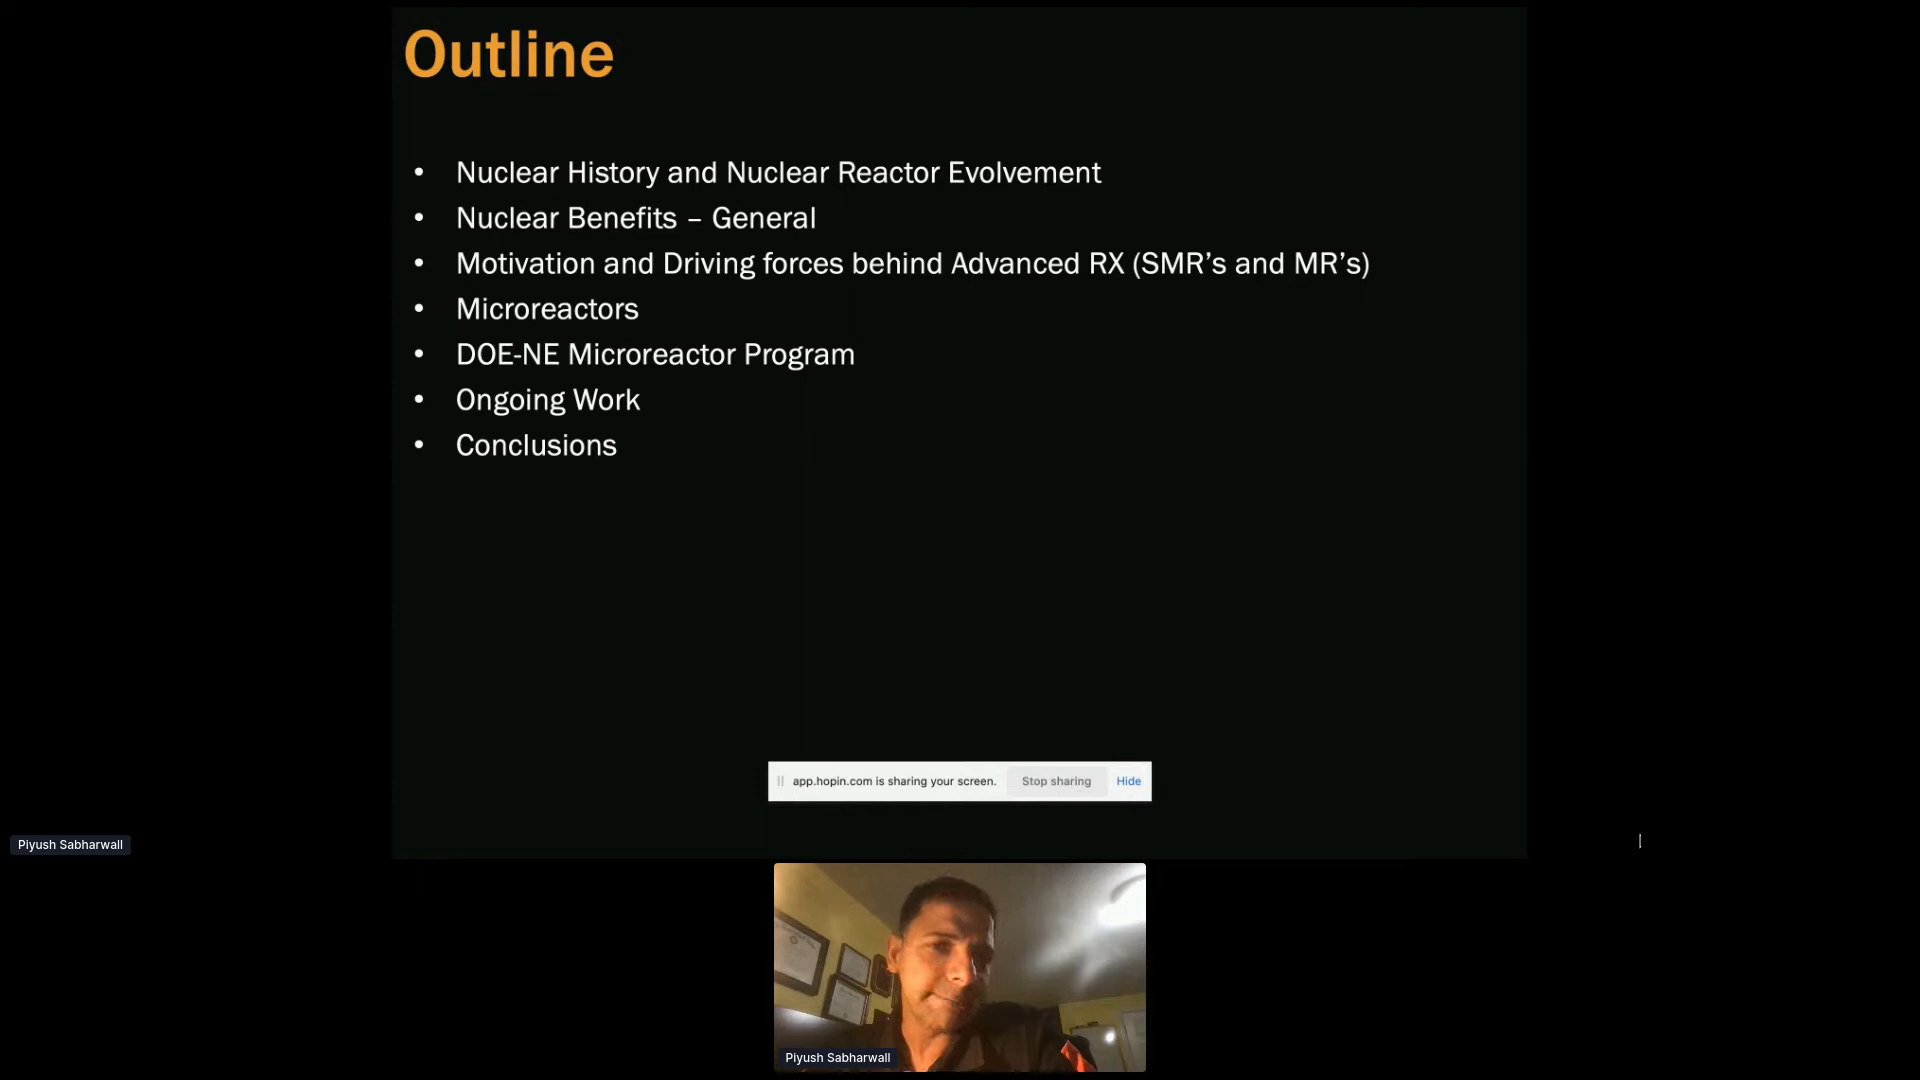 Outline
• Nuclear History and Nuclear Reactor Evolvement
• Nuclear Benefits – General
• Motivation and Driving forces behind Advanced RX (SMR’s and MR’s)
• Microreactors
• DOE-NE Microreactor Program
• Ongoing Work
• Conclusions
app.hopin.com is sharing your screen. Stop sharing Hide
Piyush Sabharwall
Piyush Sabharwall